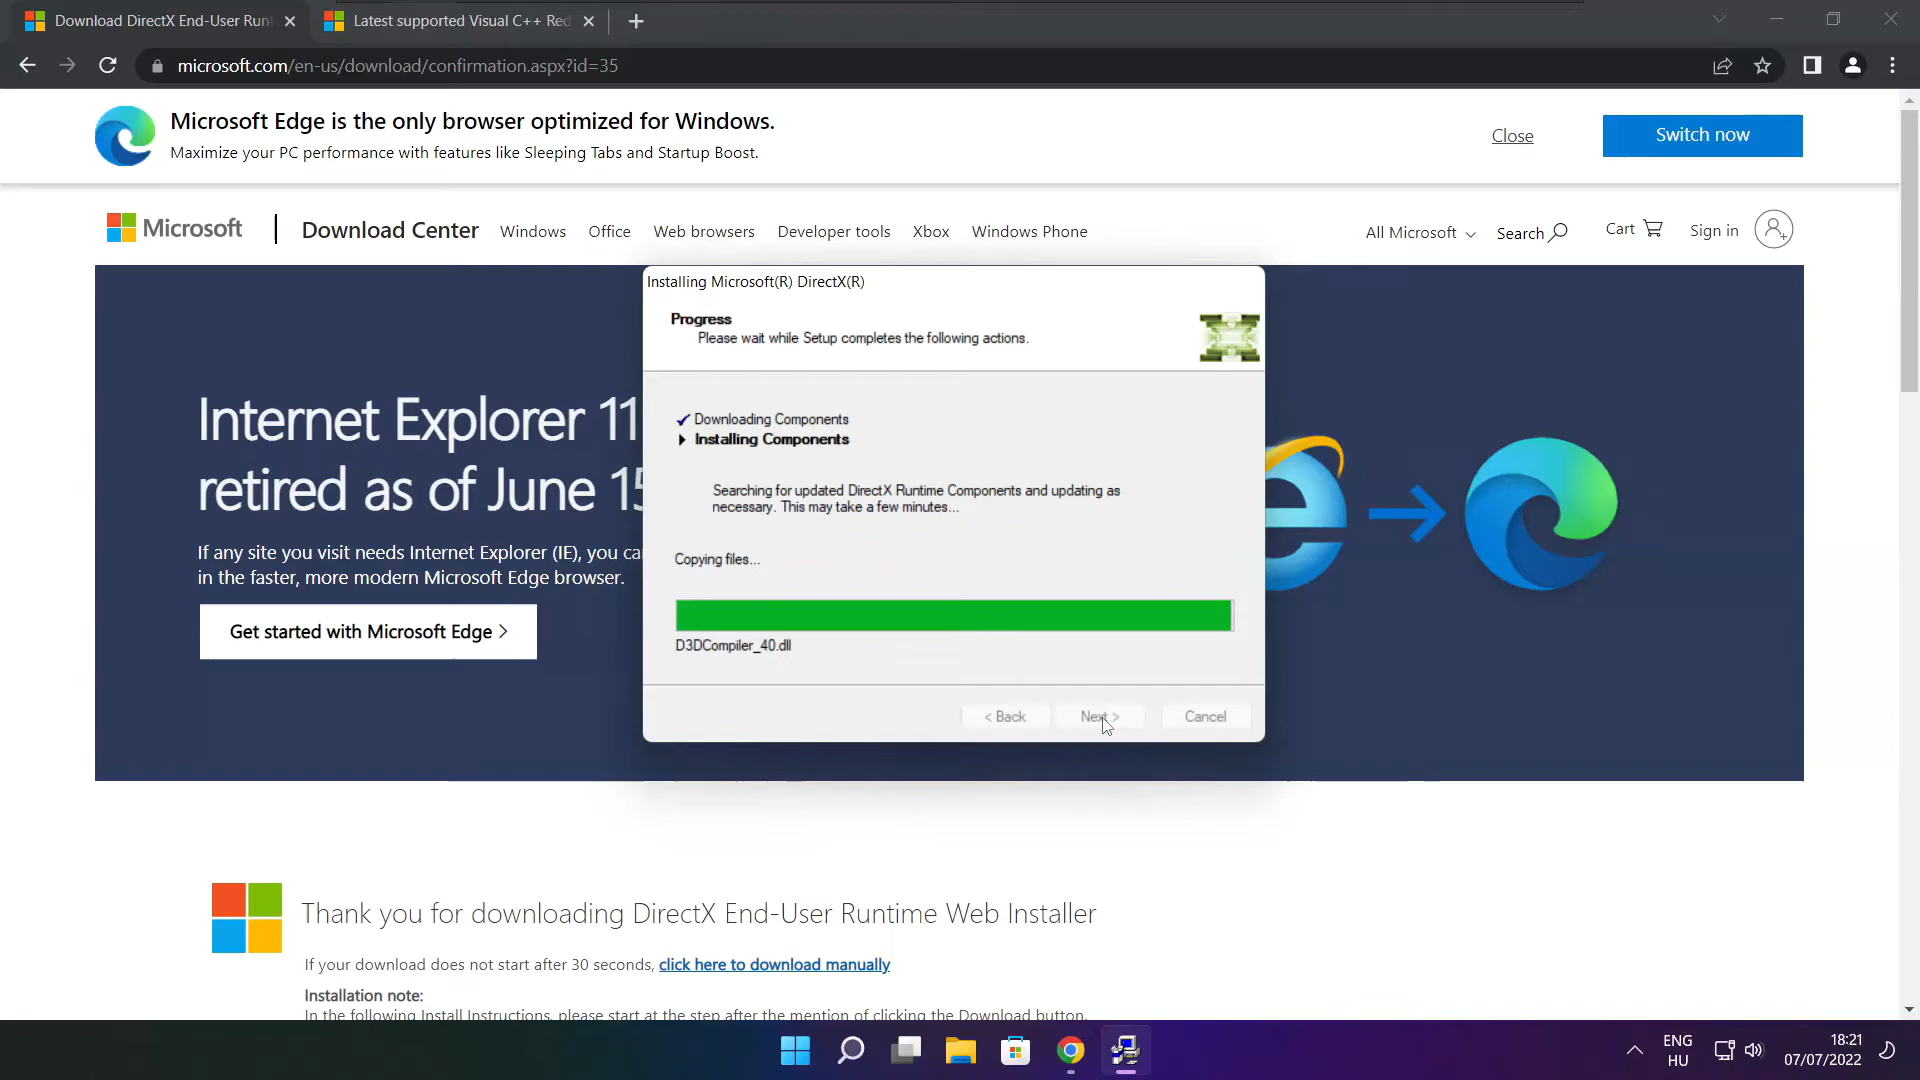 Download DirectX End-User Run
Latest supported Visual C++ Red
microsoft.com/en-us/download/confirmation.aspx?id=35
Microsoft Edge is the only browser optimized for Windows.
Maximize your PC performance with features like Sleeping Tabs and Startup Boost.
Close
Switch now
Microsoft
Download Center
Windows
Office
Web browsers
Developer tools
Xbox
Windows Phone
All Microsoft
Search
Cart
Sign in
Internet Explorer 11
retired as of June 15
If any site you visit needs Internet Explorer (IE), you ca
in the faster, more modern Microsoft Edge browser.
Get started with Microsoft Edge >
Installing Microsoft(R) DirectX(R)
Progress
Please wait while Setup completes the following actions.
Downloading Components
Installing Components
Searching for updated DirectX Runtime Components and updating as
necessary. This may take a few minutes...
Copying files...
D3DCompiler_40.dll
< Back
Next >
Cancel
Thank you for downloading DirectX End-User Runtime Web Installer
If your download does not start after 30 seconds, click here to download manually
Installation note:
In the following Install Instructions, please start at the step after the mention of clicking the Download button.
ENG
HU
18:21
07/07/2022